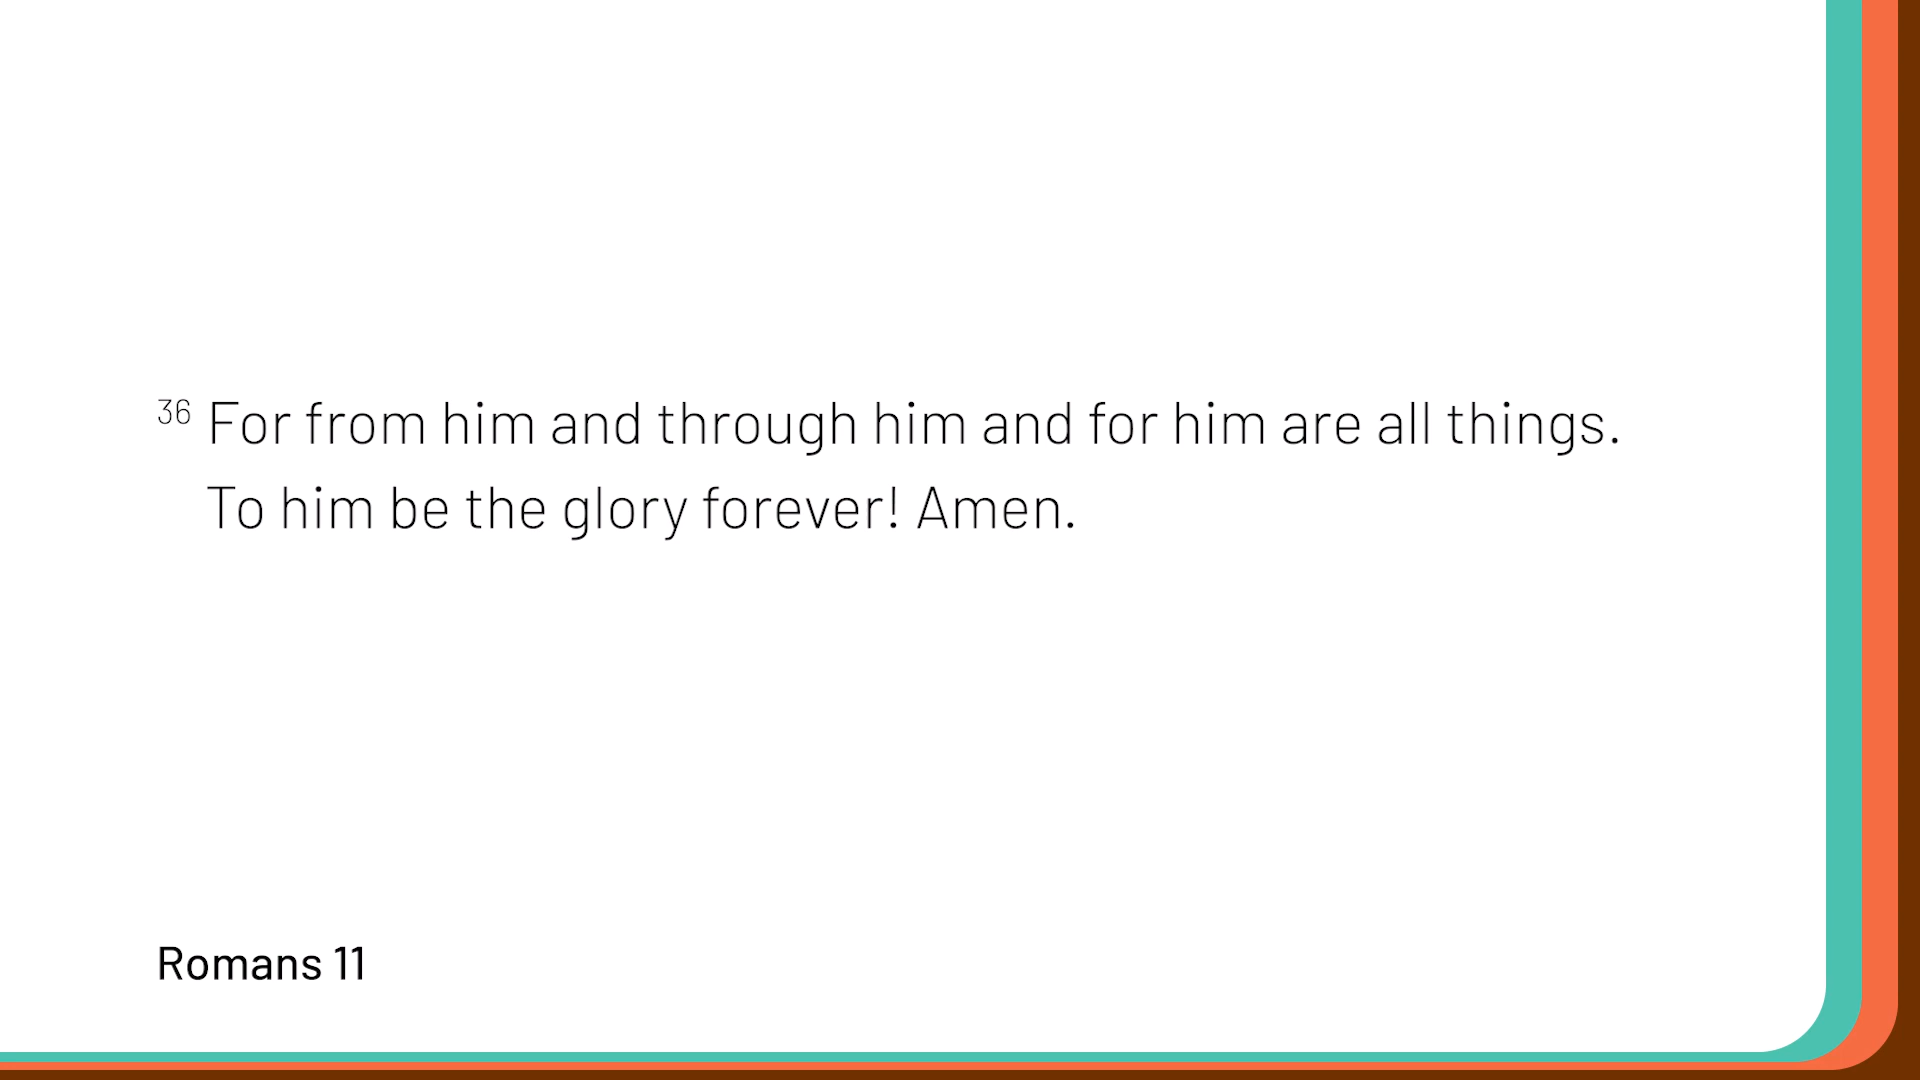 36 For from him and through him and for him are all things.
To him be the glory forever! Amen.
Romans 11